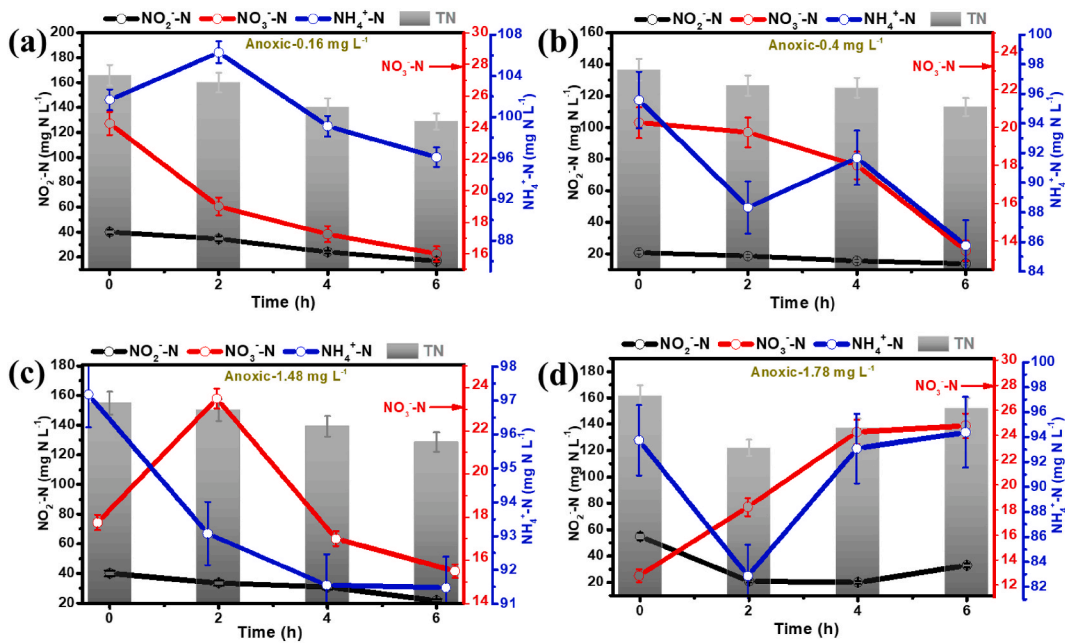 (a)
NO₂⁻-N NO₃⁻-N NH₄⁺-N TN
Anoxic-0.16 mg L⁻¹
NO₃⁻-N
NO₂⁻-N (mg N L⁻¹)
200 180 160 140 120 100 80 60 40 20
0 2 4 6
Time (h)
30 28 26 24 22 20 18 16
108 104 100 96 92 88
NH₄⁺-N (mg N L⁻¹)
(b)
NO₂⁻-N NO₃⁻-N NH₄⁺-N TN
Anoxic-0.4 mg L⁻¹
NO₃⁻-N
NO₂⁻-N (mg N L⁻¹)
160 140 120 100 80 60 40 20
0 2 4 6
Time (h)
24 22 20 18 16 14
100 98 96 94 92 90 88 86 84
NH₄⁺-N (mg N L⁻¹)
(c)
NO₂⁻-N NO₃⁻-N NH₄⁺-N TN
Anoxic-1.48 mg L⁻¹
NO₃⁻-N
NO₂⁻-N (mg N L⁻¹)
180 160 140 120 100 80 60 40 20
0 2 4 6
Time (h)
24 22 20 18 16 14
98 97 96 95 94 93 92 91
NH₄⁺-N (mg N L⁻¹)
(d)
NO₂⁻-N NO₃⁻-N NH₄⁺-N TN
Anoxic-1.78 mg L⁻¹
NO₃⁻-N
NO₂⁻-N (mg N L⁻¹)
180 160 140 120 100 80 60 40 20
0 2 4 6
Time (h)
30 28 26 24 22 20 18 16 14 12
100 98 96 94 92 90 88 86 84 82
NH₄⁺-N (mg N L⁻¹)